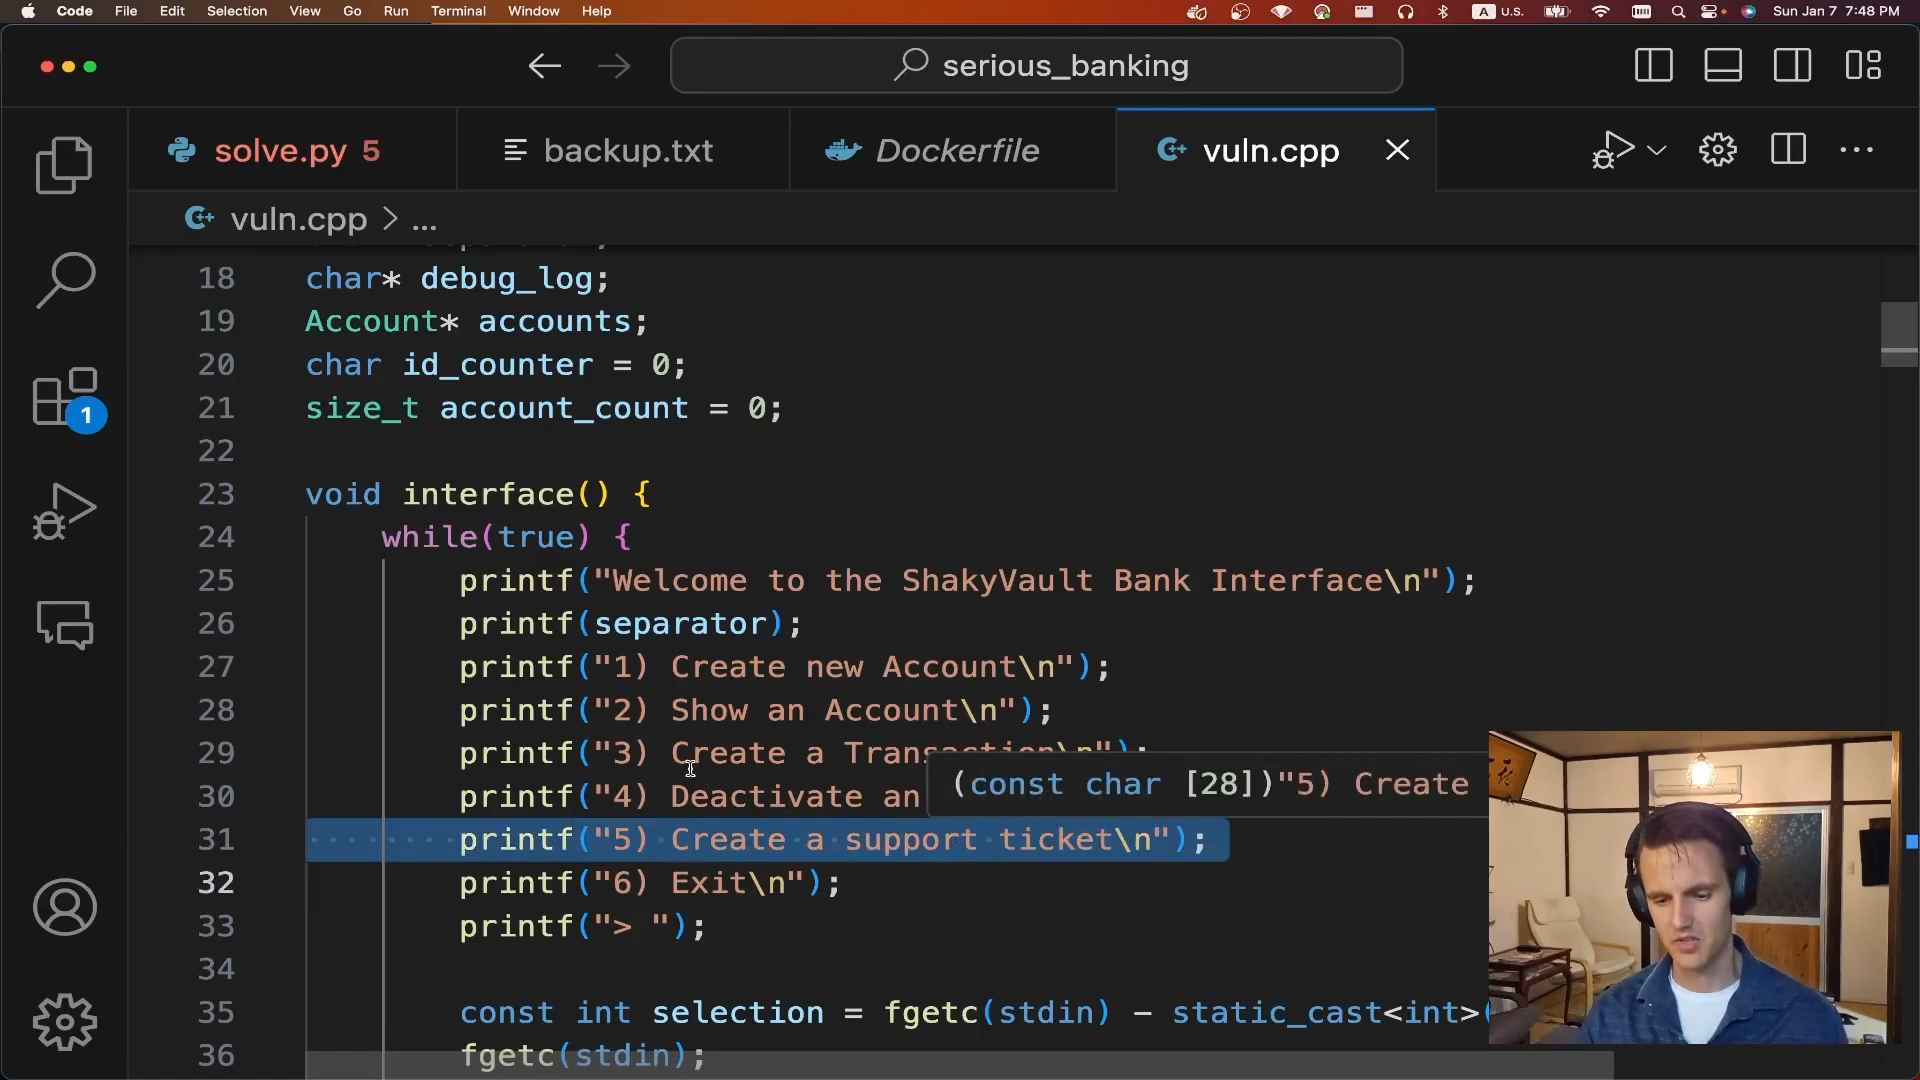 Code File Edit Selection View Go Run Terminal Window Help A U.S. Sun Jan 7 7:48 PM
serious_banking
solve.py 5 backup.txt Dockerfile vuln.cpp
vuln.cpp > ...
18 char* debug_log;
19 Account* accounts;
20 char id_counter = 0;
21 size_t account_count = 0;
22
23 void interface() {
24 while(true) {
25 printf("Welcome to the ShakyVault Bank Interface\n");
26 printf(separator);
27 printf("1) Create new Account\n");
28 printf("2) Show an Account\n");
29 printf("3) Create a Transaction\n");
(const char [28])"5) Create
30 printf("4) Deactivate an
31 printf("5) Create a support ticket\n");
32 printf("6) Exit\n");
33 printf("> ");
34
35 const int selection = fgetc(stdin) - static_cast<int>(
36 fgetc(stdin);
1